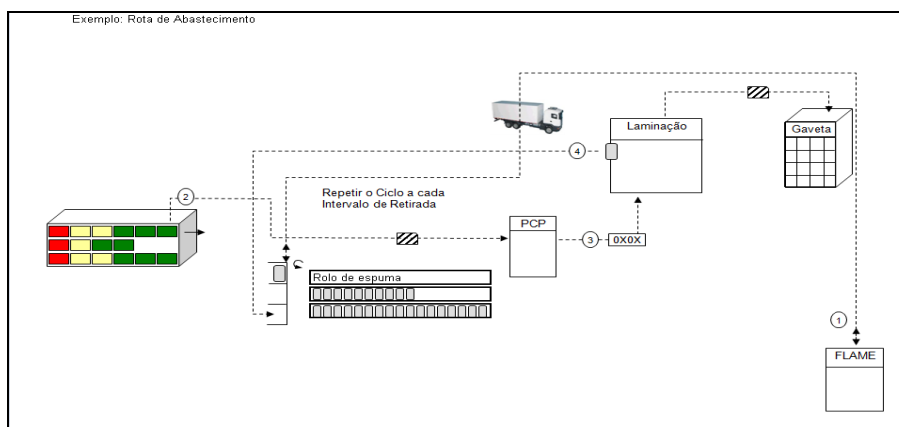 Exemplo: Rota de Abastecimento
Laminação
Gaveta
4
2
Repetir o Ciclo a cada
Intervalo de Retirada
PCP
3
0X0X
Rolo de espuma
1
FLAME